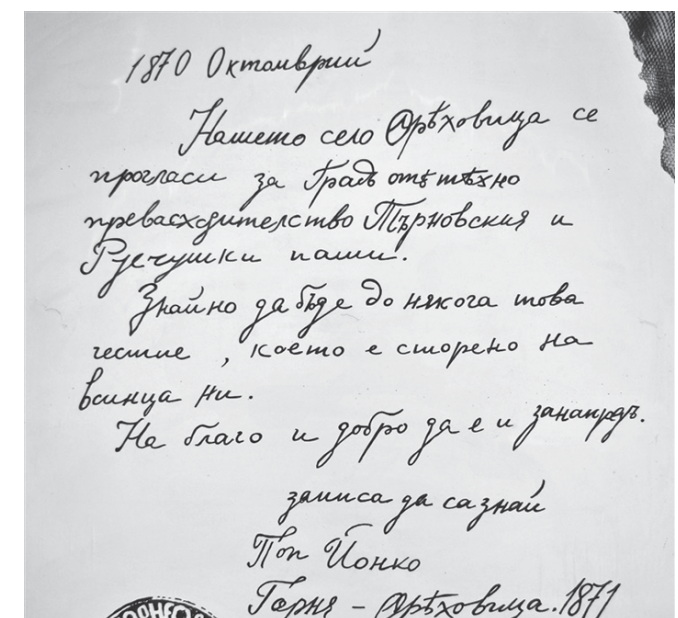 1870 Октомврий
Нашето село Орѣховица се
прогласи за Градъ отъ тѣхно
превасходителство Търновския и
Русчушки паши.
Знайно да бѫде до някога това
честие , което е сторено на
всинца ни.
На благо и добро да е и занапрѣдъ.
записа да са знай
Поп Йонко
Горня - Орѣховица. 1871